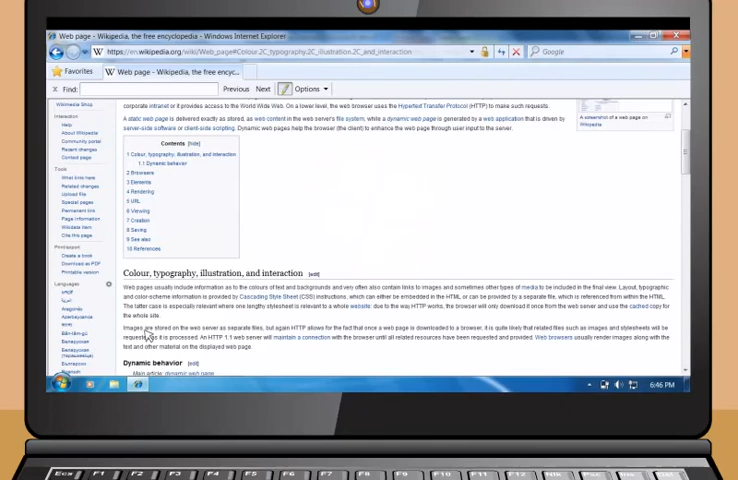 Web page - Wikipedia, the free encyclopedia - Windows Internet Explorer
https://en.wikipedia.org/wiki/Web_page#Colour.2C_typography.2C_illustration.2C_and_interaction
Google
Favorites
Web page - Wikipedia, the free encyc...
x Find:
Previous Next
Options
Wikipedia Shop
Interaction
Help
About Wikipedia
Community portal
Recent changes
Contact page
Tools
What links here
Related changes
Upload file
Special pages
Permanent link
Page information
Wikidata item
Cite this page
Print/export
Create a book
Download as PDF
Printable version
Languages
አማርኛ
العربية
Aragonés
Azərbaycanca
বাংলা
Bân-lâm-gú
Беларуская
Беларуская
(тарашкевіца)
Български
corporate intranet or it provides access to the World Wide Web. On a lower level, the web browser uses the Hypertext Transfer Protocol (HTTP) to make such requests.
A static web page is delivered exactly as stored, as web content in the web server's file system, while a dynamic web page is generated by a web application that is driven by
server-side software or client-side scripting. Dynamic web pages help the browser (the client) to enhance the web page through user input to the server.
A screenshot of a web page on
Wikipedia
Contents [hide]
1 Colour, typography, illustration, and interaction
1.1 Dynamic behavior
2 Browsers
3 Elements
4 Rendering
5 URL
6 Viewing
7 Creation
8 Saving
9 See also
10 References
Colour, typography, illustration, and interaction [edit]
Web pages usually include information as to the colours of text and backgrounds and very often also contain links to images and sometimes other types of media to be included in the final view. Layout, typographic
and color-scheme information is provided by Cascading Style Sheet (CSS) instructions, which can either be embedded in the HTML or can be provided by a separate file, which is referenced from within the HTML.
The latter case is especially relevant where one lengthy stylesheet is relevant to a whole website: due to the way HTTP works, the browser will only download it once from the web server and use the cached copy for
the whole site.
Images are stored on the web server as separate files, but again HTTP allows for the fact that once a web page is downloaded to a browser, it is quite likely that related files such as images and stylesheets will be
requested as it is processed. An HTTP 1.1 web server will maintain a connection with the browser until all related resources have been requested and provided. Web browsers usually render images along with the
text and other material on the displayed web page.
Dynamic behavior [edit]
Main article: dynamic web page
6:46 PM
Esc F1 F2 F3 F4 F5 F6 F7 F8 F9 F10 F11 F12